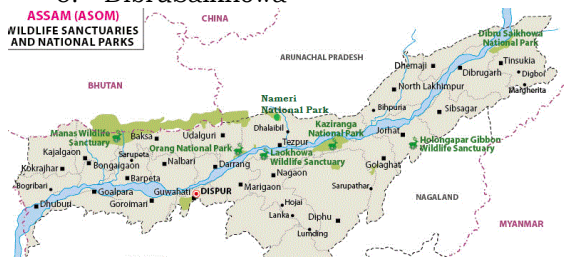 ASSAM (ASOM)
WILDLIFE SANCTUARIES
AND NATIONAL PARKS
CHINA
BHUTAN
ARUNACHAL PRADESH
Dibru Saikhowa
National Park
Tinsukia
Dhemaji
Dibrugarh
Digboi
Margherita
North Lakhimpur
Bihpuria
Sibsagar
Nameri
National Park
Kaziranga
National Park
Dhalaibil
Jorhat
Holongapar Gibbon
Wildlife Sanctuary
Manas Wildlife
Sanctuary
Baksa
Udalguri
Tezpur
Orang National Park
Laokhowa
Wildlife Sanctuary
Kajalgaon
Sarupeta
Bongaigaon
Nalbari
Darrang
Golaghat
Kokrajhar
Barpeta
Nagaon
Bogribari
Goalpara
Guwahati
DISPUR
Marigaon
Sarupathar
NAGALAND
Dhuburi
Goroimari
Hojai
Lanka
Diphu
MYANMAR
Lumding